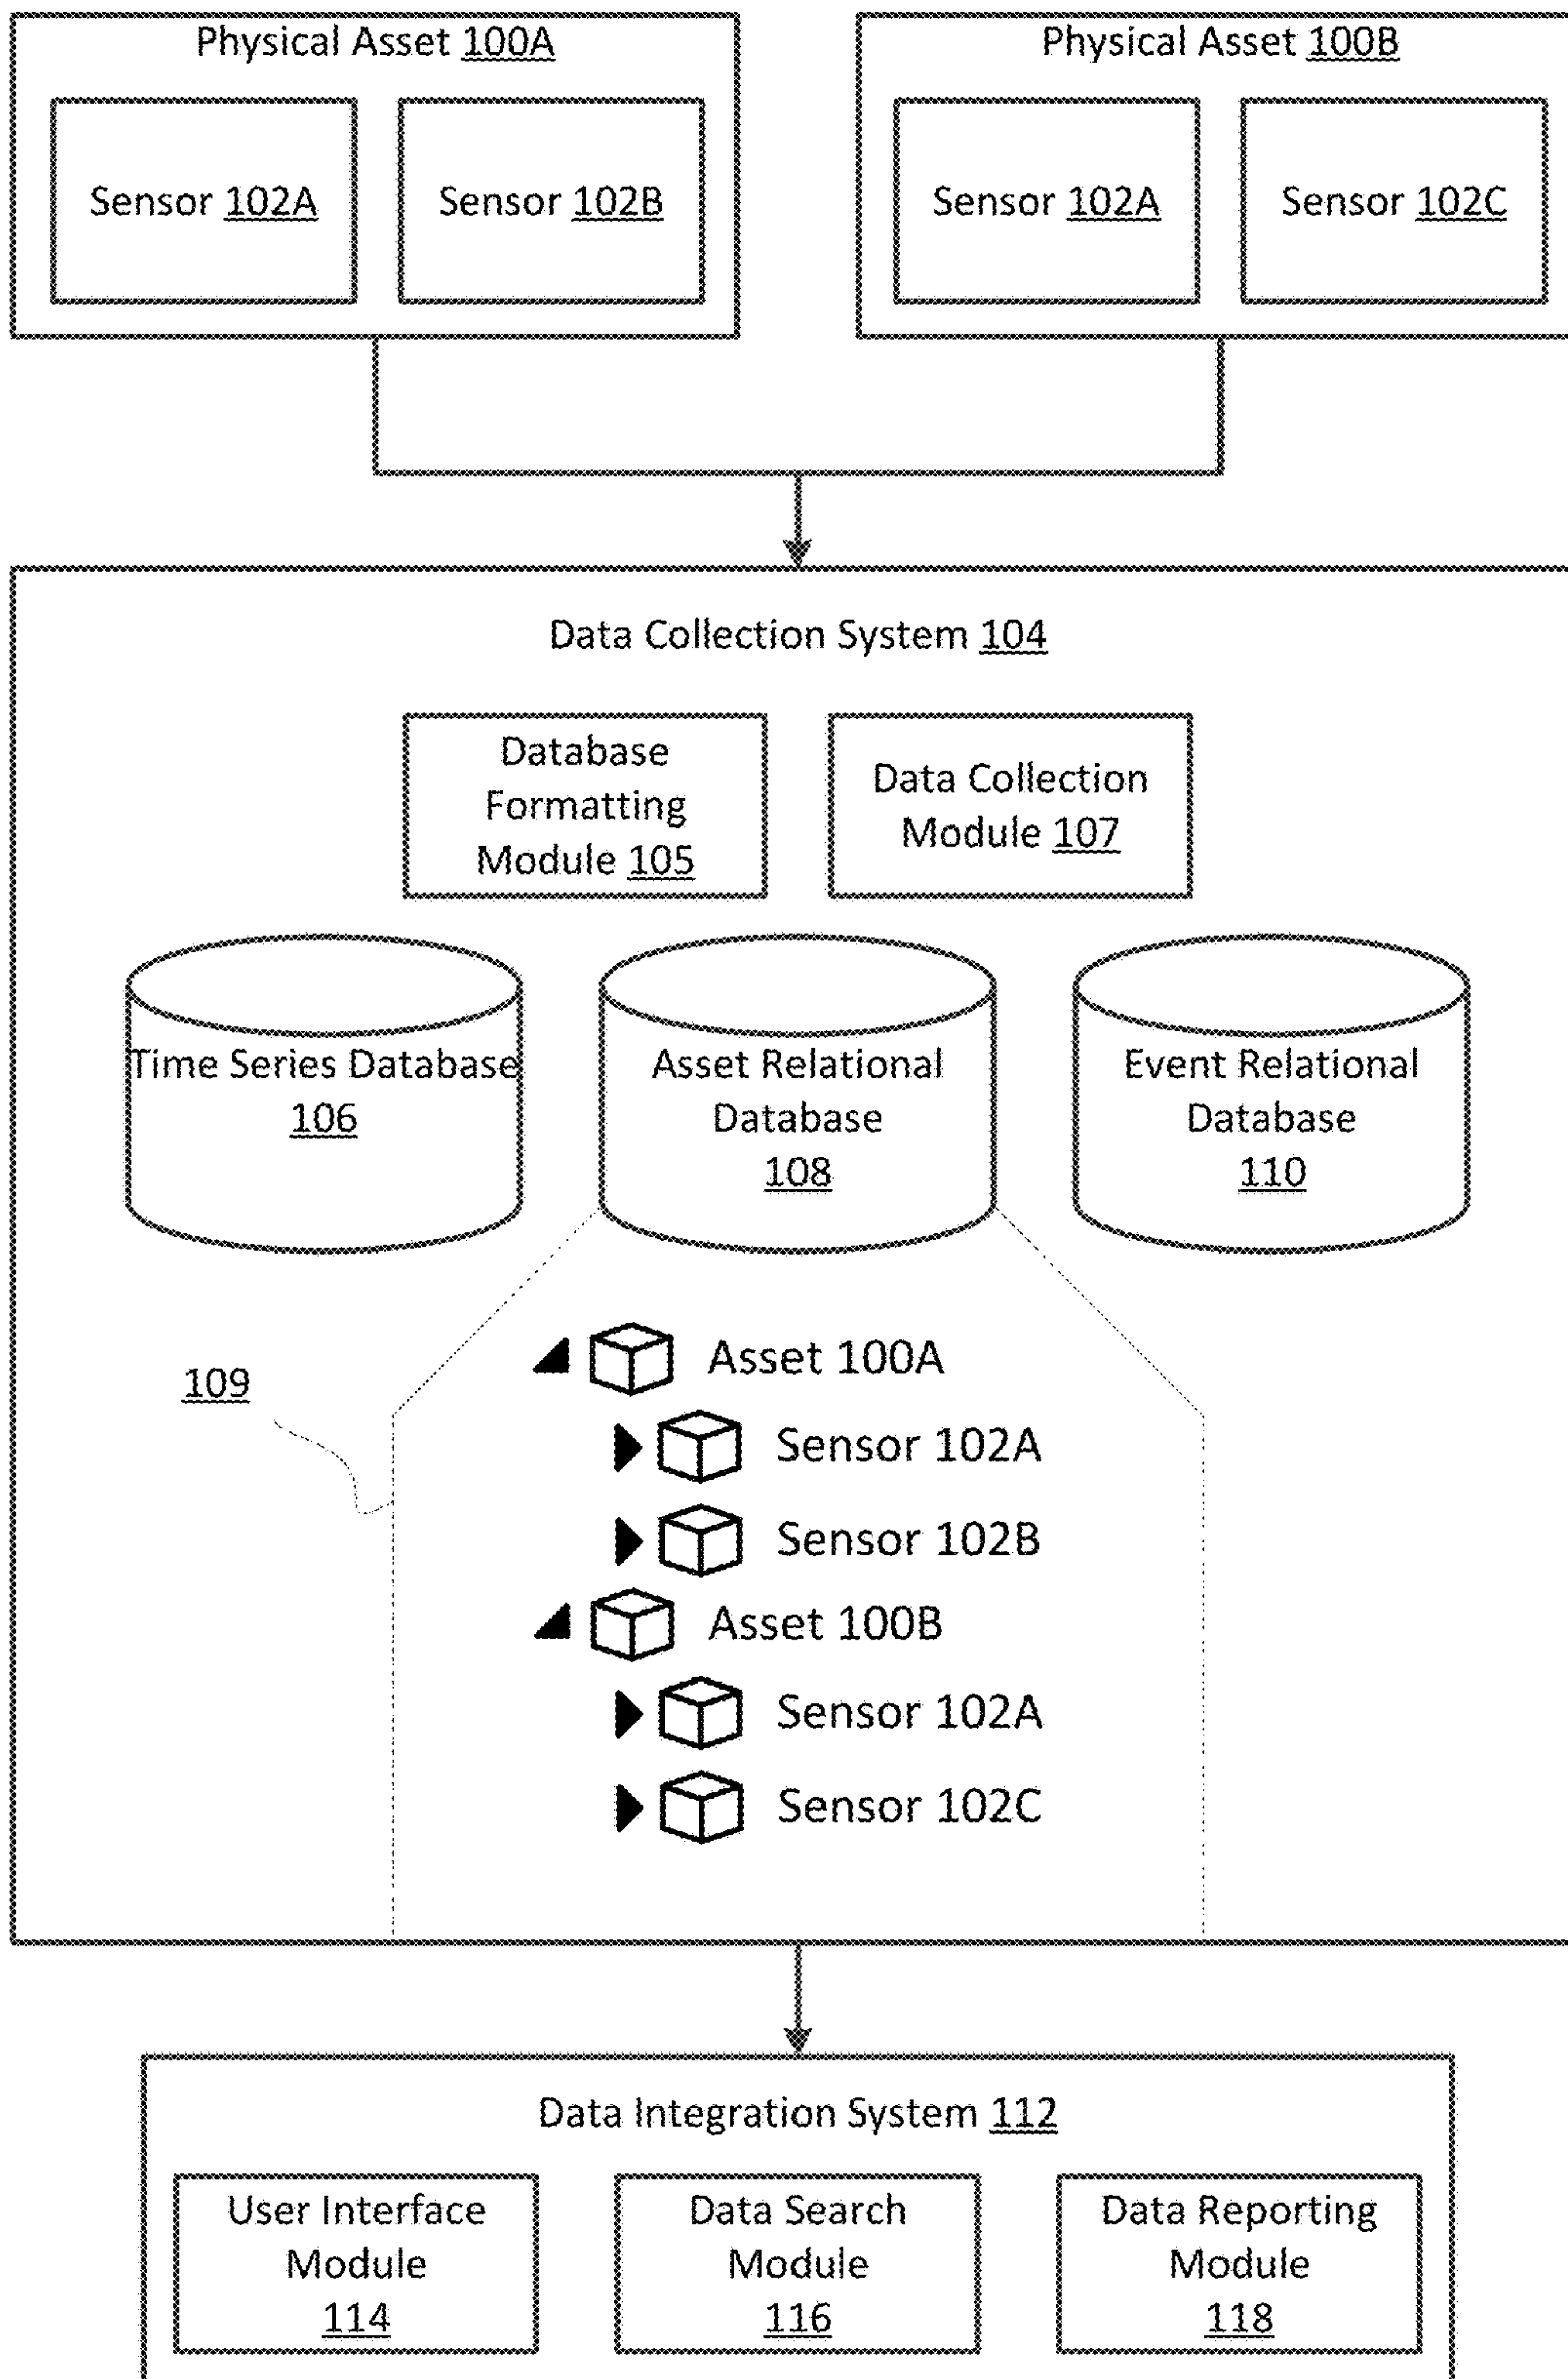 Physical Asset 100A
Physical Asset 100B
Sensor 102A
Sensor 102B
Sensor 102A
Sensor 102C
Data Collection System 104
Database
Formatting
Module 105
Data Collection
Module 107
Time Series Database
106
Asset Relational
Database
108
Event Relational
Database
110
109
Asset 100A
Sensor 102A
Sensor 102B
Asset 100B
Sensor 102A
Sensor 102C
Data Integration System 112
User Interface
Module
114
Data Search
Module
116
Data Reporting
Module
118